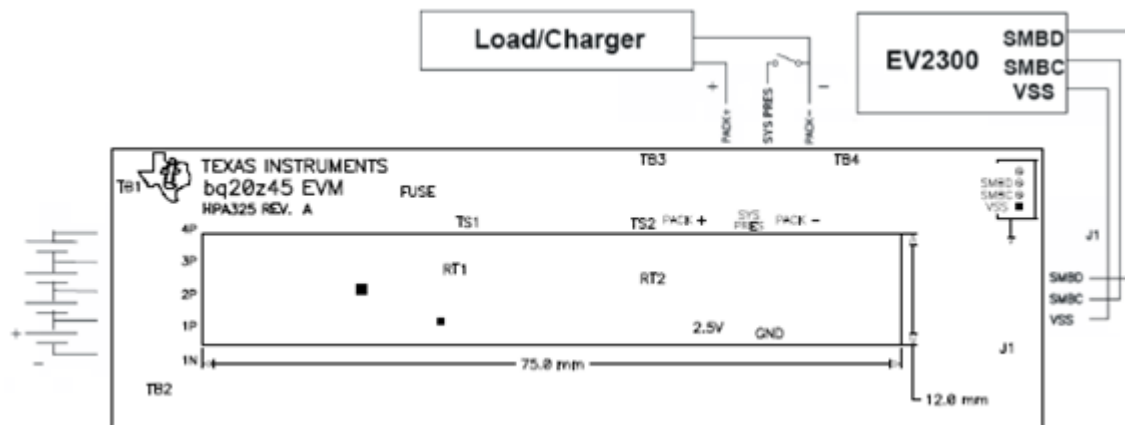 Load/Charger
EV2300
SMBD
SMBC
VSS
+
−
PACK+
SYS PRES
PACK−
TB1
TEXAS INSTRUMENTS
bq20z45 EVM
HPA325 REV. A
FUSE
TB3
TB4
SMBD
SMBC
VSS
4P
TS1
TS2
PACK +
SYS
PRES
PACK −
J1
3P
RT1
RT2
2P
SMBD
SMBC
VSS
1P
2.5V
GND
+
−
1N
75.0 mm
J1
TB2
12.0 mm